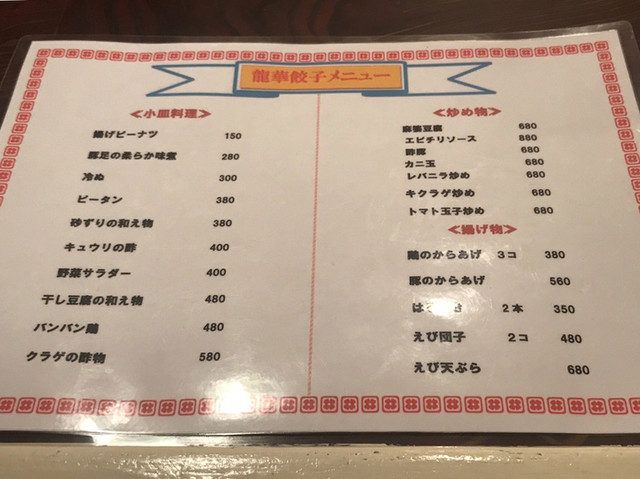 龍華餃子メニュー
≪小皿料理≫
揚げピーナツ 150
豚足の柔らか味煮 280
冷ぬ 300
ピータン 380
砂ずりの和え物 380
キュウリの酢 400
野菜サラダー 400
干し豆腐の和え物 480
バンバン鶏 480
クラゲの酢物 580
≪炒め物≫
麻婆豆腐 680
エビチリソース 880
酢豚 680
カニ玉 680
レバニラ炒め 680
キクラゲ炒め 680
トマト玉子炒め 680
≪揚げ物≫
鶏のからあげ 3コ 380
豚のからあげ 560
は 2本 350
えび団子 2コ 480
えび天ぷら 680